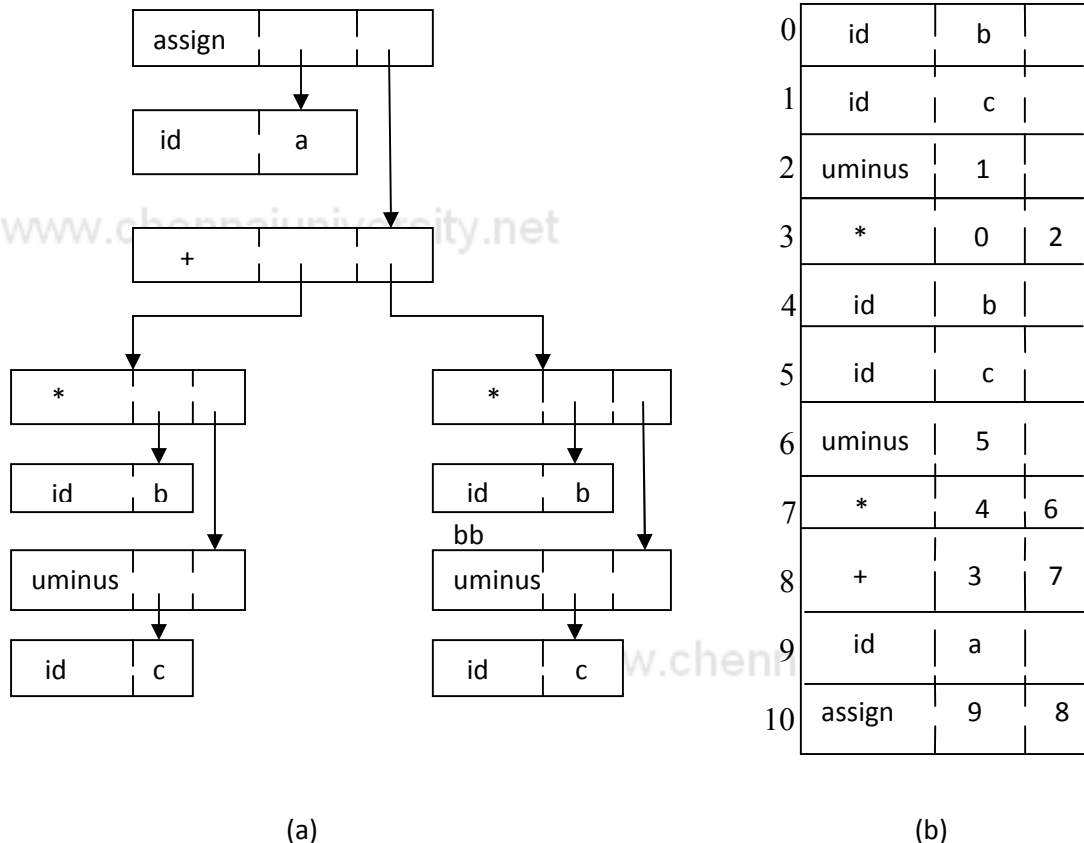 assign
id a
www.chennaiuniversity.net
+
* *
id b id b
bb
uminus uminus
id c id c
(a)
0 id b
1 id c
2 uminus 1
3 * 0 2
4 id b
5 id c
6 uminus 5
7 * 4 6
8 + 3 7
w.chenn
9 id a
10 assign 9 8
(b)